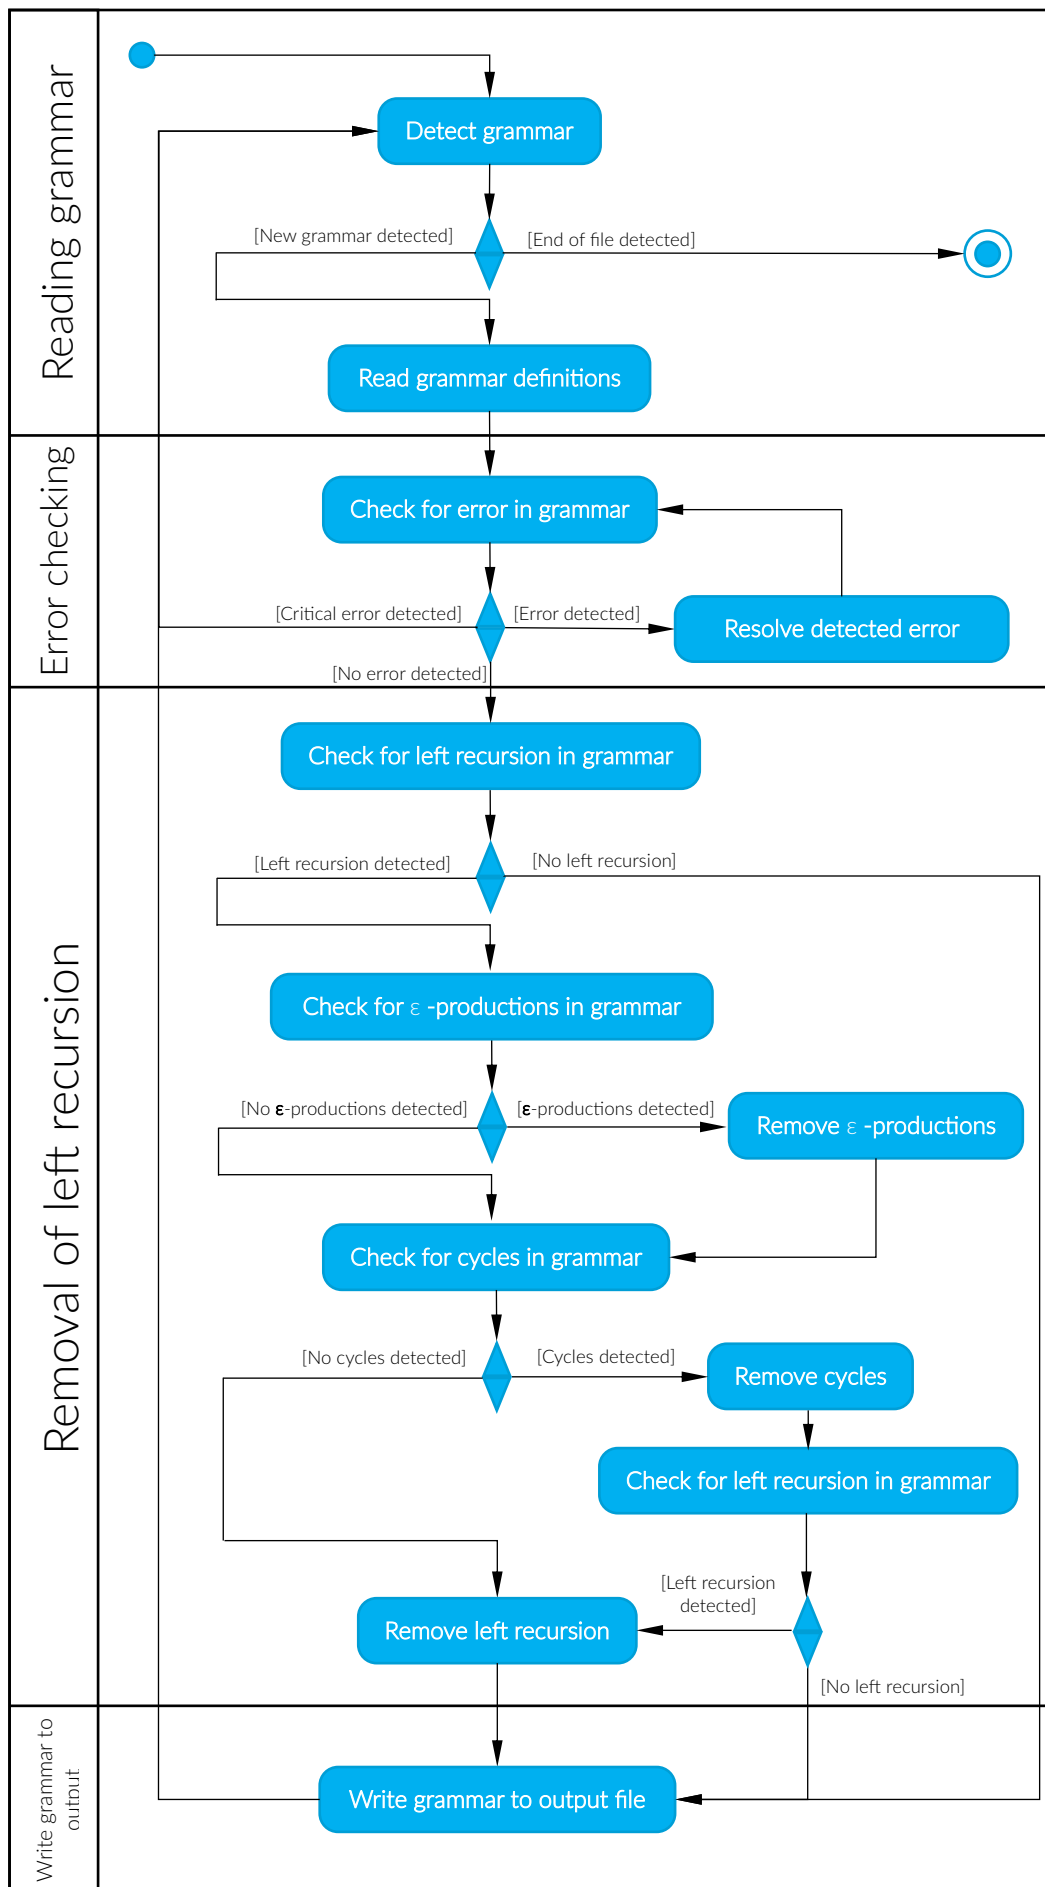 Reading grammar
Detect grammar
[New grammar detected]
[End of file detected]
Read grammar definitions
Error checking
Check for error in grammar
[Critical error detected]
[Error detected]
Resolve detected error
[No error detected]
Removal of left recursion
Check for left recursion in grammar
[Left recursion detected]
[No left recursion]
Check for ε -productions in grammar
[No ε-productions detected]
[ε-productions detected]
Remove ε -productions
Check for cycles in grammar
[No cycles detected]
[Cycles detected]
Remove cycles
Check for left recursion in grammar
[Left recursion
detected]
Remove left recursion
[No left recursion]
Write grammar to
output
Write grammar to output file